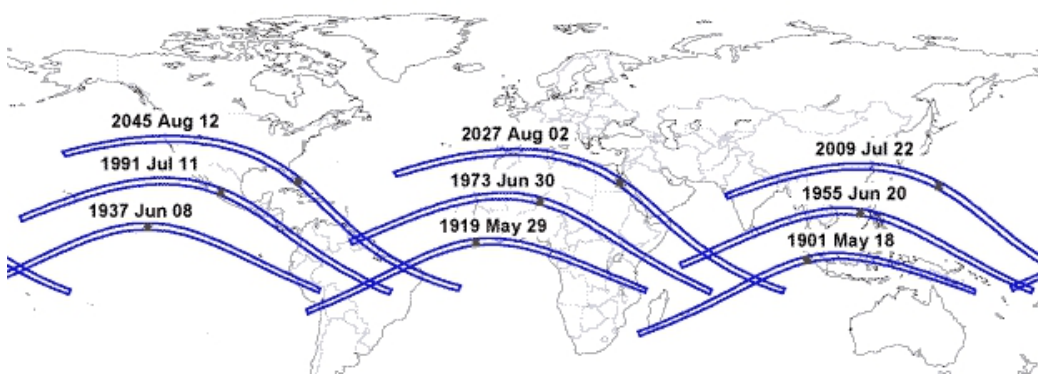 2045 Aug 12
2027 Aug 02
2009 Jul 22
1991 Jul 11
1973 Jun 30
1955 Jun 20
1937 Jun 08
1919 May 29
1901 May 18